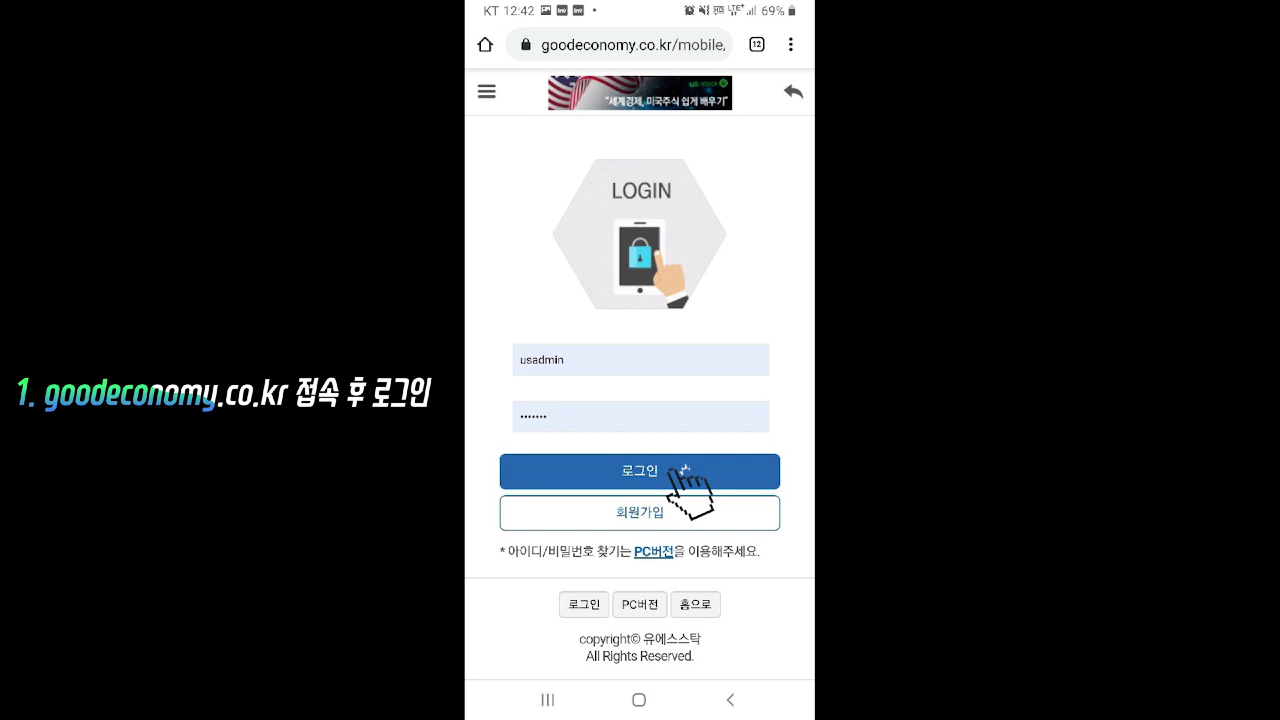 KT 12:42
LTE+
69%
goodeconomy.co.kr/mobile,
12
us-stock
"세계경제, 미국주식 쉽게 배우기"
LOGIN
usadmin
•••••••
1. goodeconomy.co.kr 접속 후 로그인
로그인
회원가입
* 아이디/비밀번호 찾기는 PC버전을 이용해주세요.
로그인 PC버전 홈으로
copyright© 유에스스탁
All Rights Reserved.